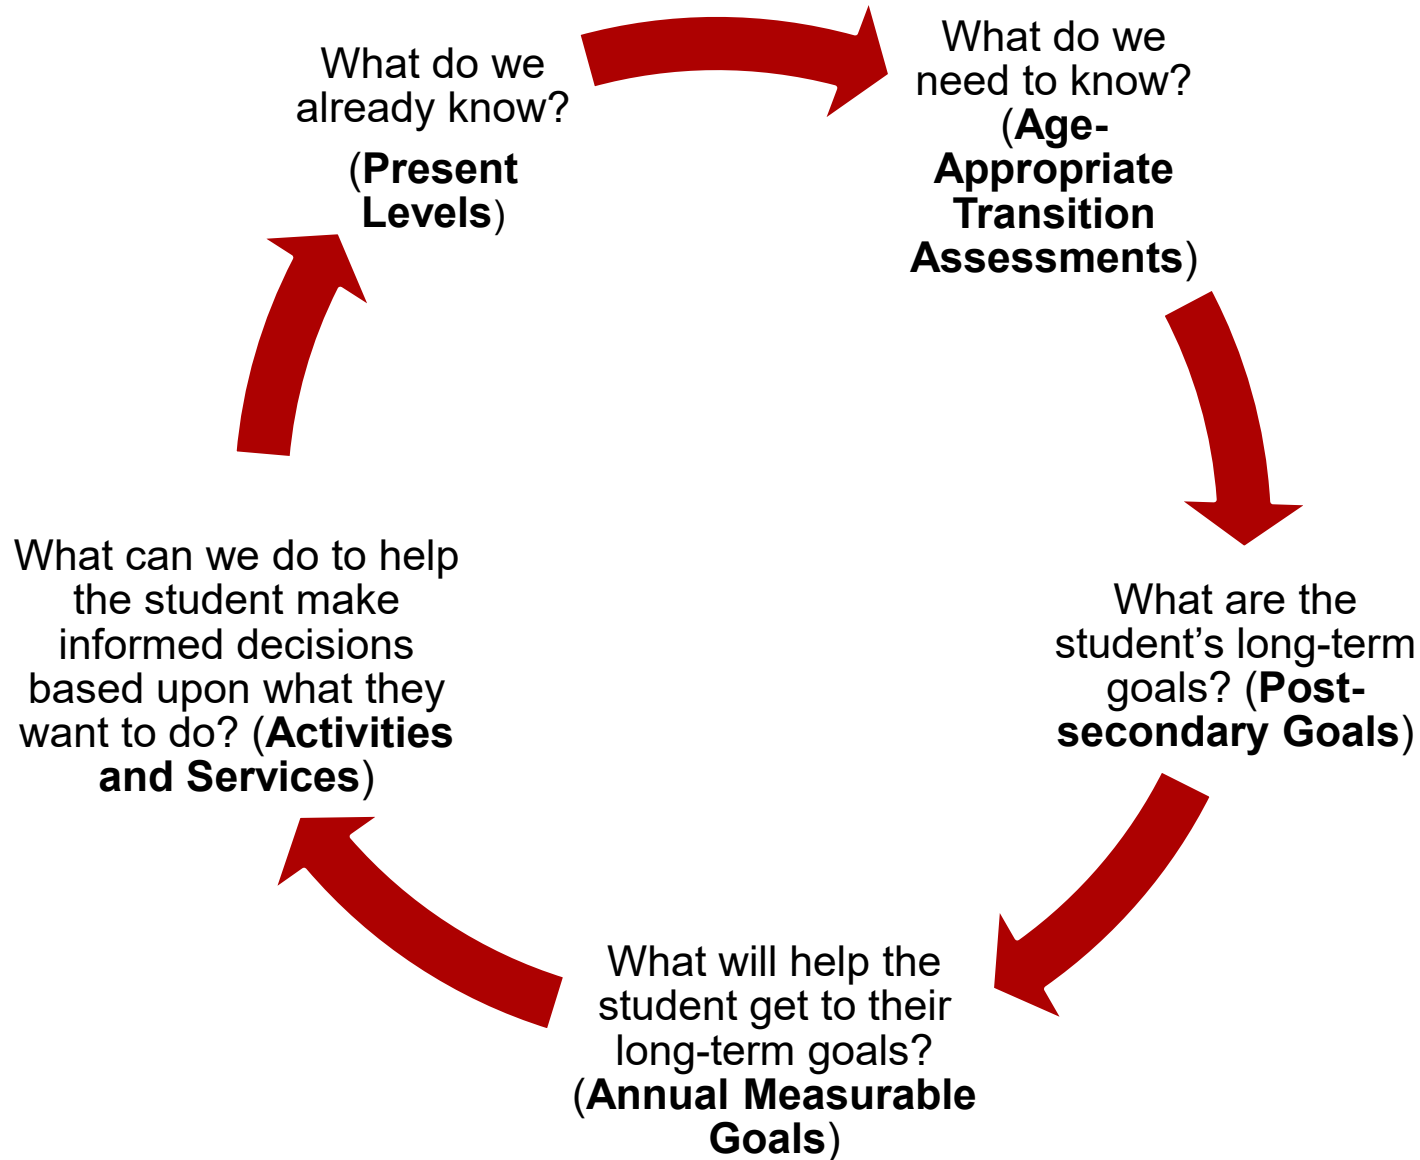 What do we
already know?
(Present
Levels)
What do we
need to know?
(Age-
Appropriate
Transition
Assessments)
What are the
student’s long-term
goals? (Post-
secondary Goals)
What will help the
student get to their
long-term goals?
(Annual Measurable
Goals)
What can we do to help
the student make
informed decisions
based upon what they
want to do? (Activities
and Services)